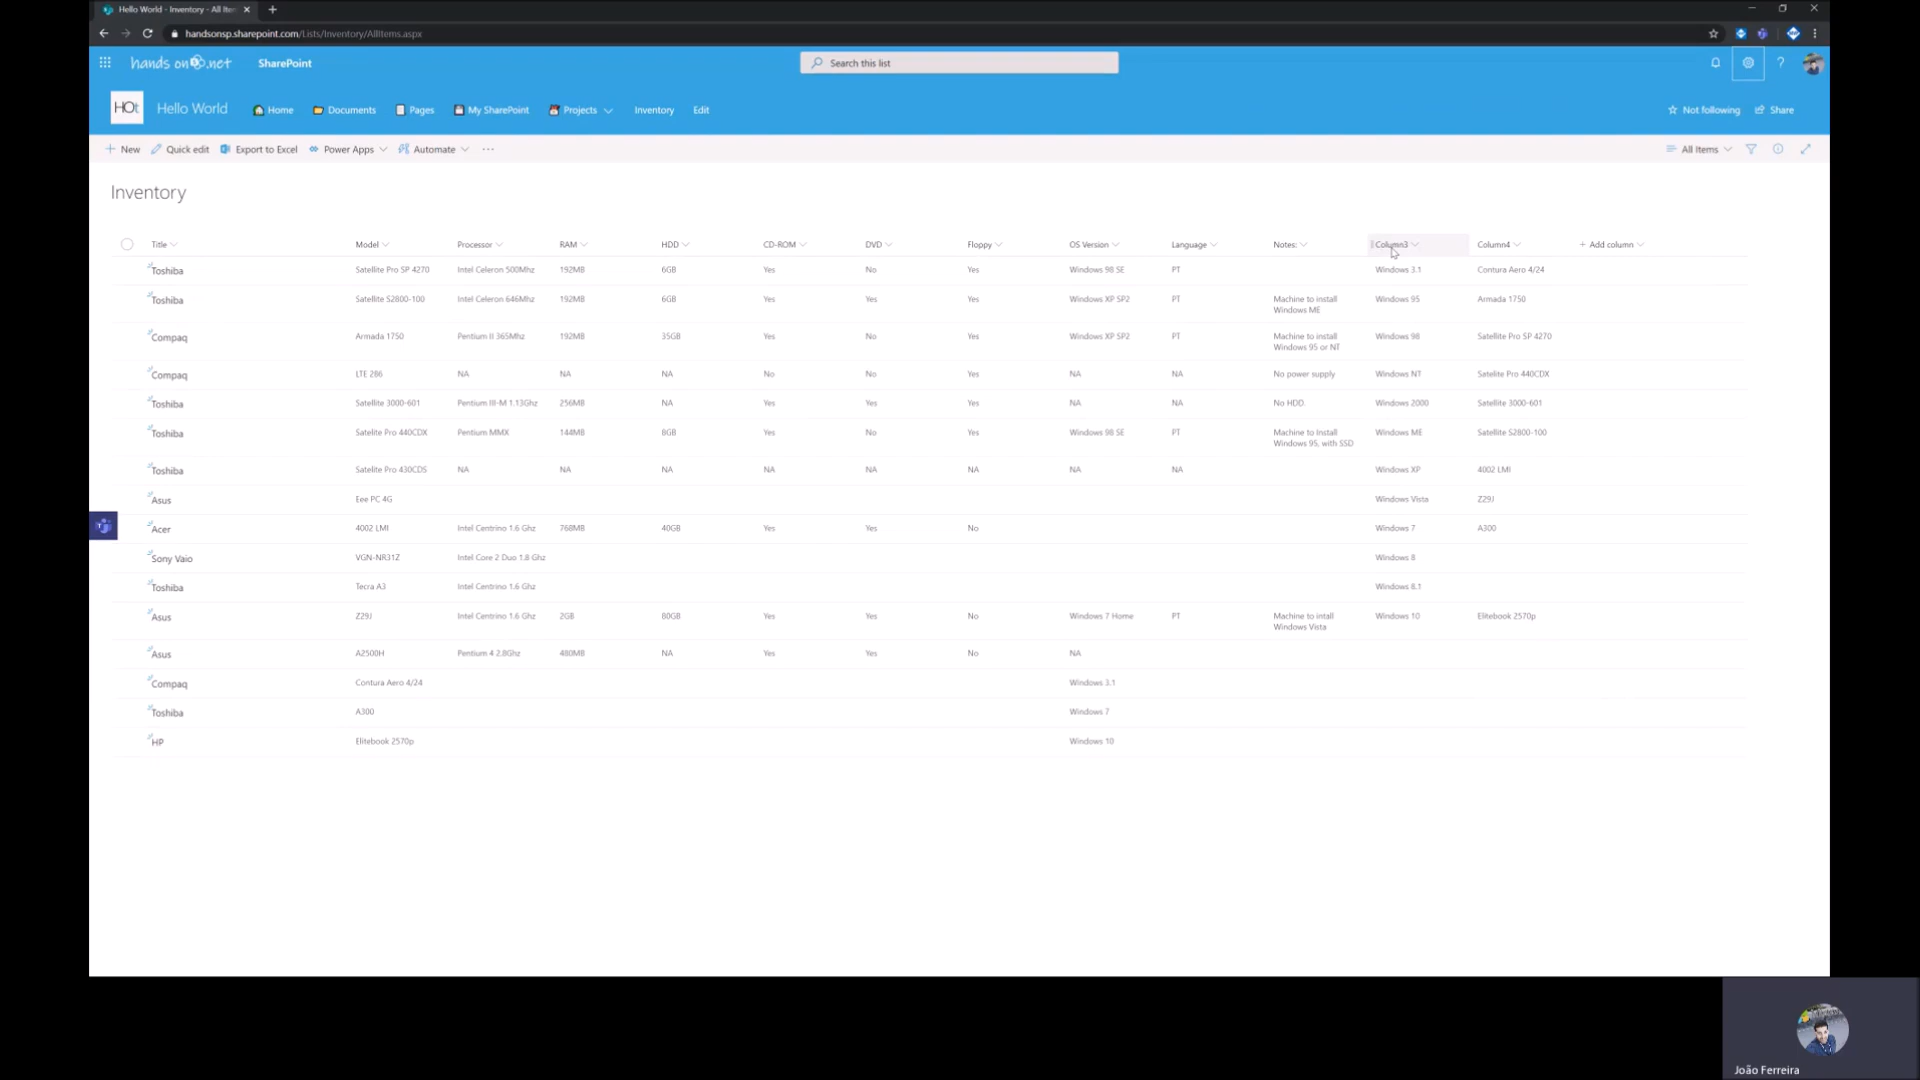 Hello World - Inventory - All Iter
handsonsp.sharepoint.com/Lists/Inventory/AllItems.aspx
hands on .net SharePoint Search this list ?
HOt Hello World Home Documents Pages My SharePoint Projects Inventory Edit Not following Share
+ New Quick edit Export to Excel Power Apps Automate ... All Items
Inventory
Title Model Processor RAM HDD CD-ROM DVD Floppy OS Version Language Notes: Column3 Column4 + Add column
Toshiba Satellite Pro SP 4270 Intel Celeron 500Mhz 192MB 6GB Yes No Yes Windows 98 SE PT Windows 3.1 Contura Aero 4/24
Toshiba Satellite S2800-100 Intel Celeron 646Mhz 192MB 6GB Yes Yes Yes Windows XP SP2 PT Machine to install Windows 95 Armada 1750
Windows ME
Compaq Armada 1750 Pentium II 365Mhz 192MB 35GB Yes No Yes Windows XP SP2 PT Machine to install Windows 98 Satellite Pro SP 4270
Windows 95 or NT
Compaq LTE 286 NA NA NA No No Yes NA NA No power supply Windows NT Satelite Pro 440CDX
Toshiba Satellite 3000-601 Pentium III-M 1.13Ghz 256MB NA Yes Yes Yes NA NA No HDD. Windows 2000 Satellite 3000-601
Toshiba Satelite Pro 440CDX Pentium MMX 144MB 8GB Yes No Yes Windows 98 SE PT Machine to Install Windows ME Satellite S2800-100
Windows 95, with SSD
Toshiba Satelite Pro 430CDS NA NA NA NA NA NA NA NA Windows XP 4002 LMI
Asus Eee PC 4G Windows Vista Z29J
Acer 4002 LMI Intel Centrino 1.6 Ghz 768MB 40GB Yes Yes No Windows 7 A300
Sony Vaio VGN-NR31Z Intel Core 2 Duo 1.8 Ghz Windows 8
Toshiba Tecra A3 Intel Centrino 1.6 Ghz Windows 8.1
Asus Z29J Intel Centrino 1.6 Ghz 2GB 80GB Yes Yes No Windows 7 Home PT Machine to intall Windows 10 Elitebook 2570p
Windows Vista
Asus A2500H Pentium 4 2.8Ghz 480MB NA Yes Yes No NA
Compaq Contura Aero 4/24 Windows 3.1
Toshiba A300 Windows 7
HP Elitebook 2570p Windows 10
João Ferreira